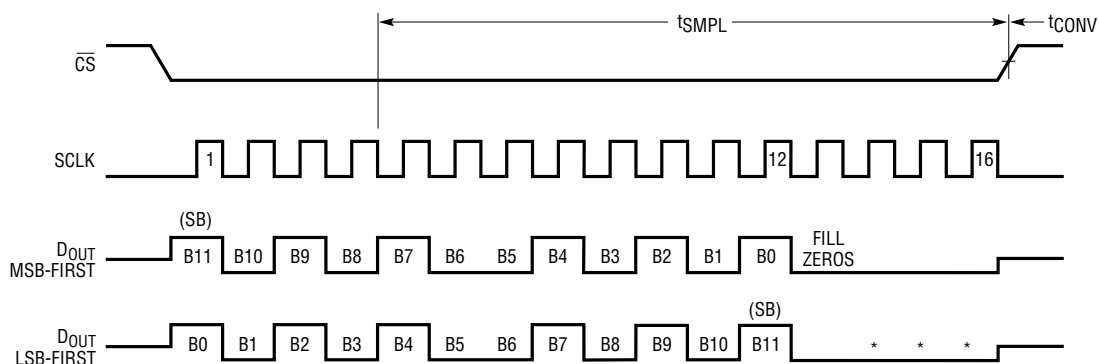 tSMPL tCONV
CS
SCLK 1 12 16
(SB)
DOUT
MSB-FIRST
B11 B10 B9 B8 B7 B6 B5 B4 B3 B2 B1 B0
FILL
ZEROS
(SB)
DOUT
LSB-FIRST
B0 B1 B2 B3 B4 B5 B6 B7 B8 B9 B10 B11 * * *